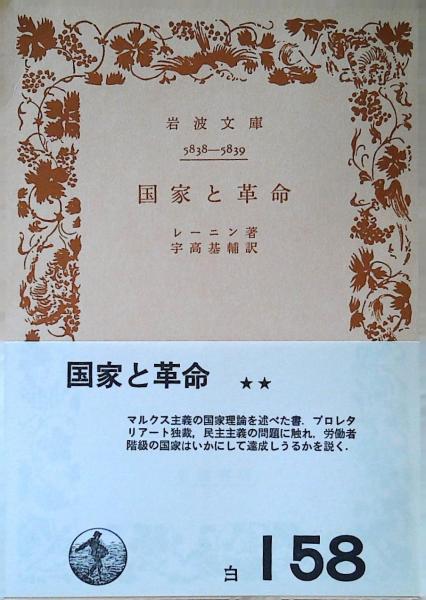 岩波文庫
5838—5839
国家と革命
レーニン著
宇高基輔訳
国家と革命 ★★
マルクス主義の国家理論を述べた書．プロレタ
リアート独裁，民主主義の問題に触れ，労働者
階級の国家はいかにして達成しうるかを説く．
白 158